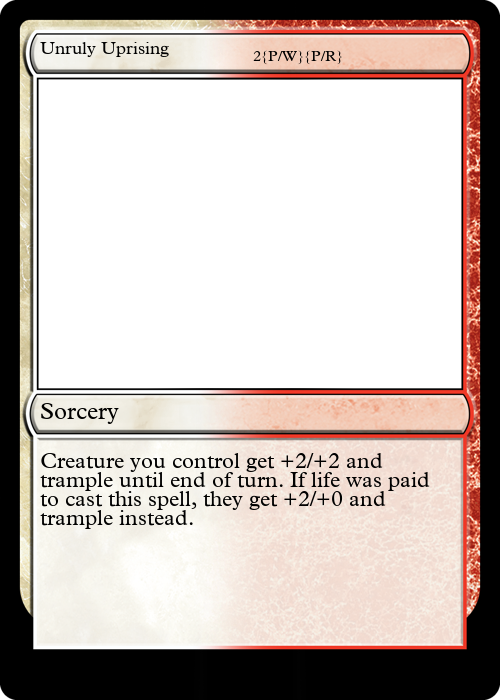 Unruly Uprising 2{P/W}{P/R}
Sorcery
Creature you control get +2/+2 and
trample until end of turn. If life was paid
to cast this spell, they get +2/+0 and
trample instead.